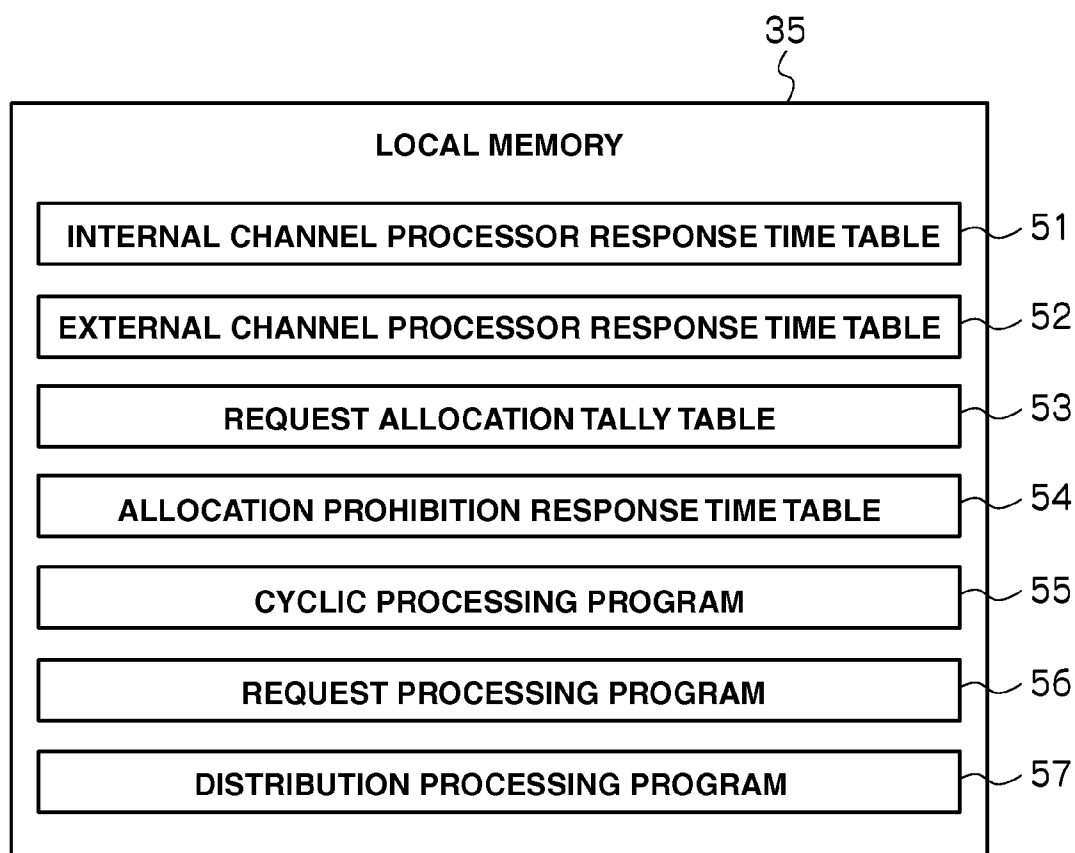 35
LOCAL MEMORY
INTERNAL CHANNEL PROCESSOR RESPONSE TIME TABLE 51
EXTERNAL CHANNEL PROCESSOR RESPONSE TIME TABLE 52
REQUEST ALLOCATION TALLY TABLE 53
ALLOCATION PROHIBITION RESPONSE TIME TABLE 54
CYCLIC PROCESSING PROGRAM 55
REQUEST PROCESSING PROGRAM 56
DISTRIBUTION PROCESSING PROGRAM 57